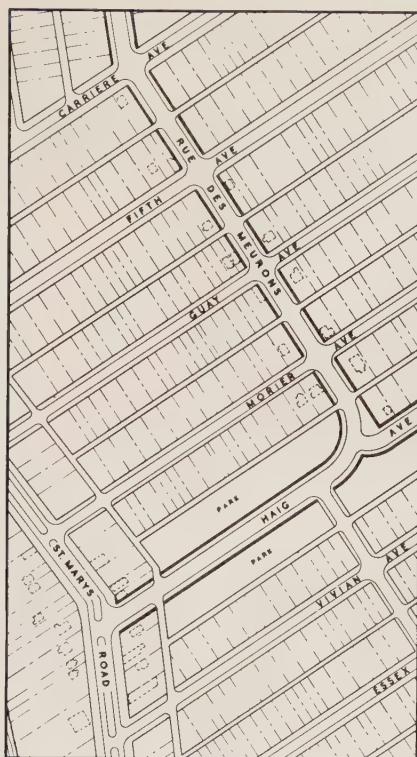 CARRIERE AVE
RUE DES MEURONS
FIFTH AVE
GUAY AVE
MORIER AVE
PARK
HAIG AVE
PARK
ST. MARYS ROAD
VIVIAN AVE
ESSEX